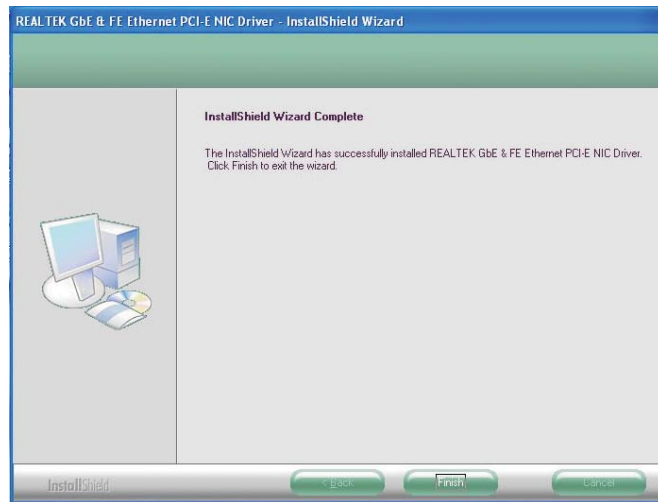 REALTEK GbE & FE Ethernet PCI-E NIC Driver - InstallShield Wizard
InstallShield Wizard Complete
The InstallShield Wizard has successfully installed REALTEK GbE & FE Ethernet PCI-E NIC Driver.
Click Finish to exit the wizard.
InstallShield
< Back
Finish
Cancel